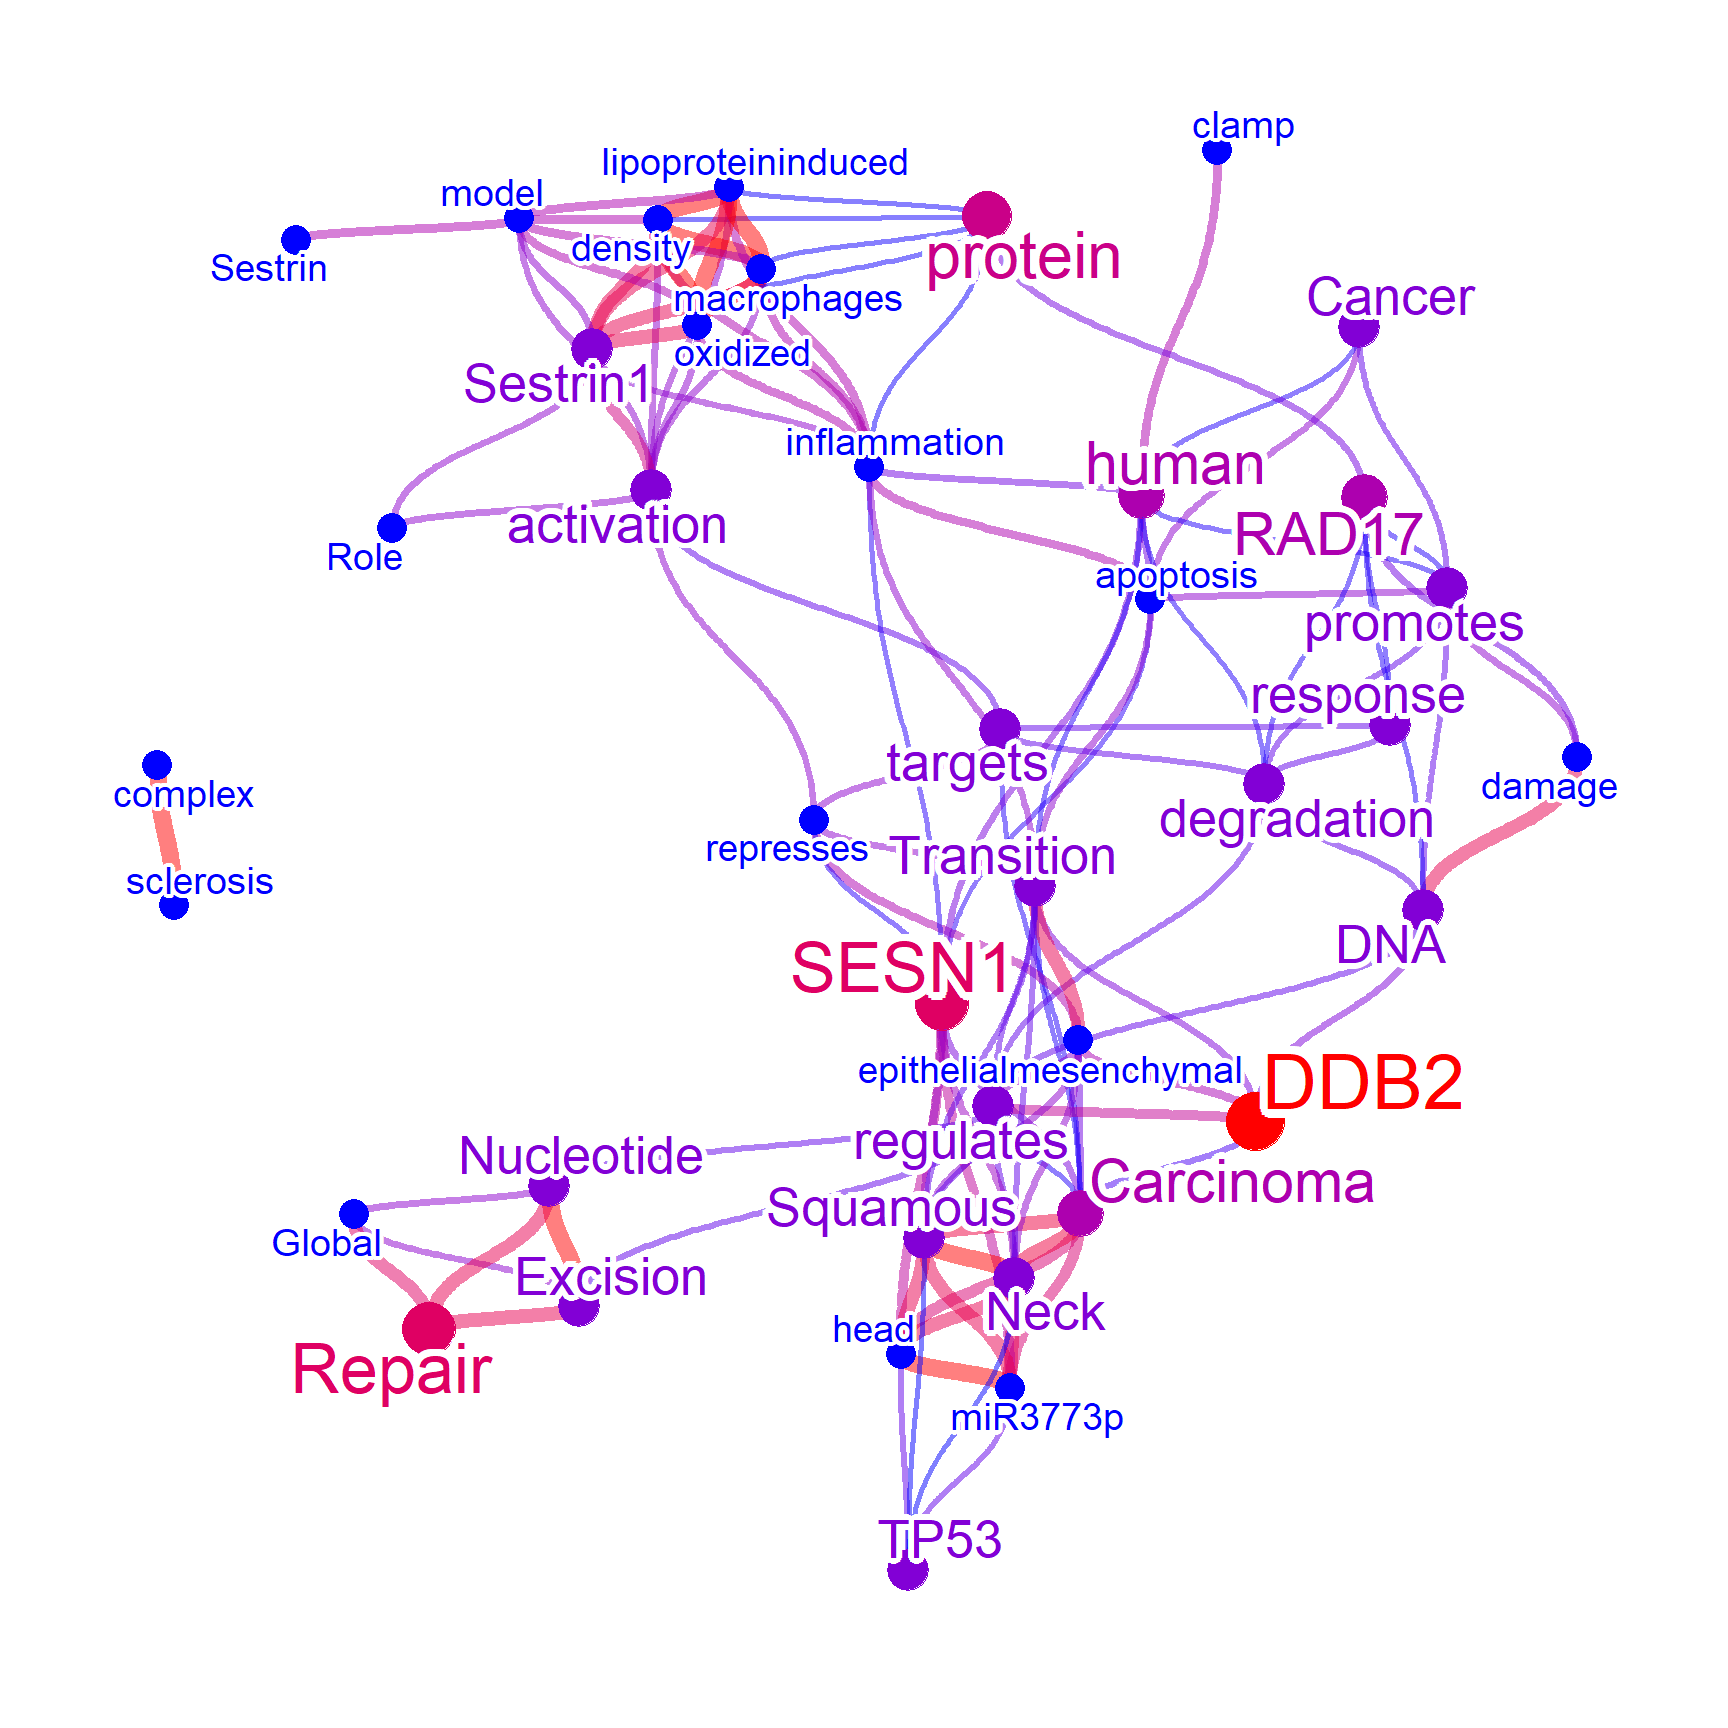 clamp
lipoproteininduced
model
density
Sestrin
protein
macrophages
Cancer
oxidized
Sestrin1
inflammation
human
activation
RAD17
Role
apoptosis
promotes
response
targets
complex
damage
degradation
represses
Transition
sclerosis
DNA
SESN1
epithelialmesenchymal
DDB2
regulates
Nucleotide
Carcinoma
Squamous
Global
Excision
Neck
head
Repair
miR3773p
TP53